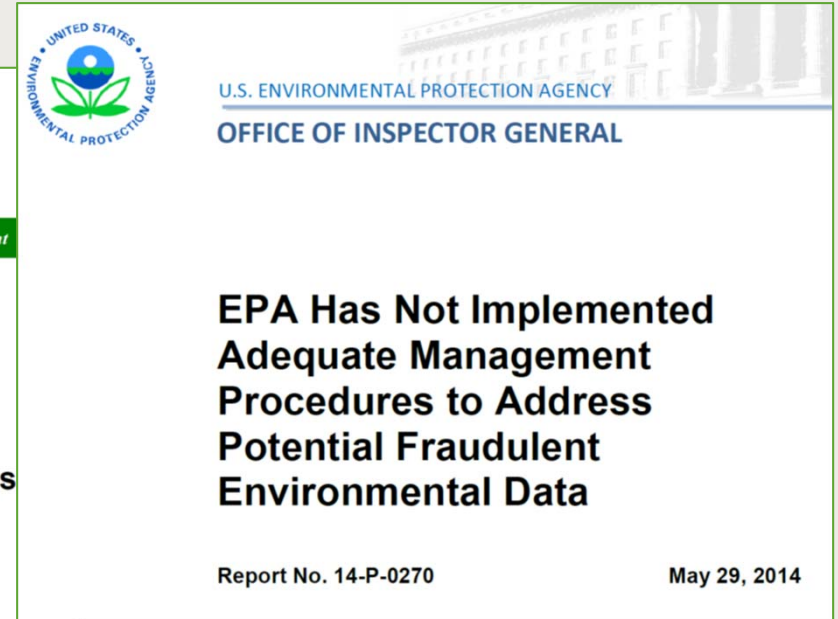 UNITED STATES
ENVIRONMENTAL PROTECTION AGENCY
U.S. ENVIRONMENTAL PROTECTION AGENCY
OFFICE OF INSPECTOR GENERAL
EPA Has Not Implemented
Adequate Management
Procedures to Address
Potential Fraudulent
Environmental Data
Report No. 14-P-0270 May 29, 2014